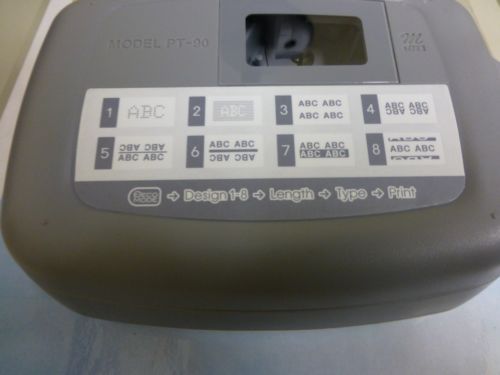 MODEL PT-90 m
1 ABC 2 ABC 3 ABC ABC 4 ABC ABC
ABC ABC ABC ABC
5 ABC ABC 6 ABC ABC 7 ABC ABC 8 ABC
ABC ABC ABC ABC ABC ABC
Deco MODE → Design 1-8 → Length → Type → Print